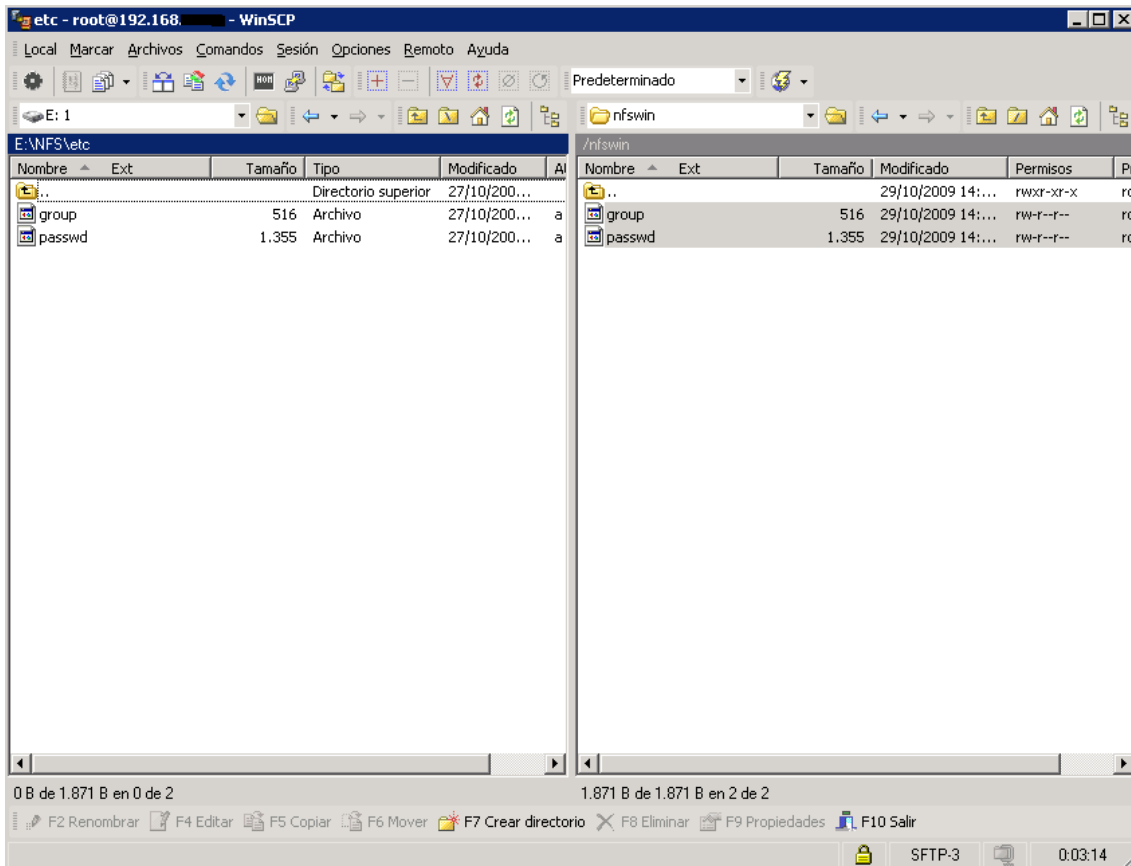 etc - root@192.168. - WinSCP
Local Marcar Archivos Comandos Sesión Opciones Remoto Ayuda
Predeterminado
E: 1
nfswin
E:\NFS\etc
Nombre Ext Tamaño Tipo Modificado
.. Directorio superior 27/10/200...
group 516 Archivo 27/10/200... a
passwd 1.355 Archivo 27/10/200... a
0 B de 1.871 B en 0 de 2
/nfswin
Nombre Ext Tamaño Modificado Permisos
.. 29/10/2009 14:... rwxr-xr-x
group 516 29/10/2009 14:... rw-r--r--
passwd 1.355 29/10/2009 14:... rw-r--r--
1.871 B de 1.871 B en 2 de 2
F2 Renombrar F4 Editar F5 Copiar F6 Mover F7 Crear directorio F8 Eliminar F9 Propiedades F10 Salir
SFTP-3 0:03:14